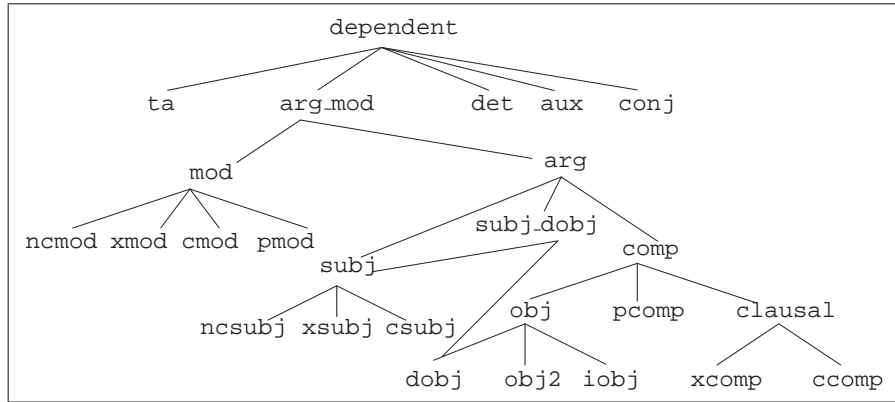 dependent
ta arg_mod det aux conj
mod arg
subj_dobj
ncmod xmod cmod pmod
subj comp
obj pcomp clausal
ncsubj xsubj csubj
dobj obj2 iobj xcomp ccomp